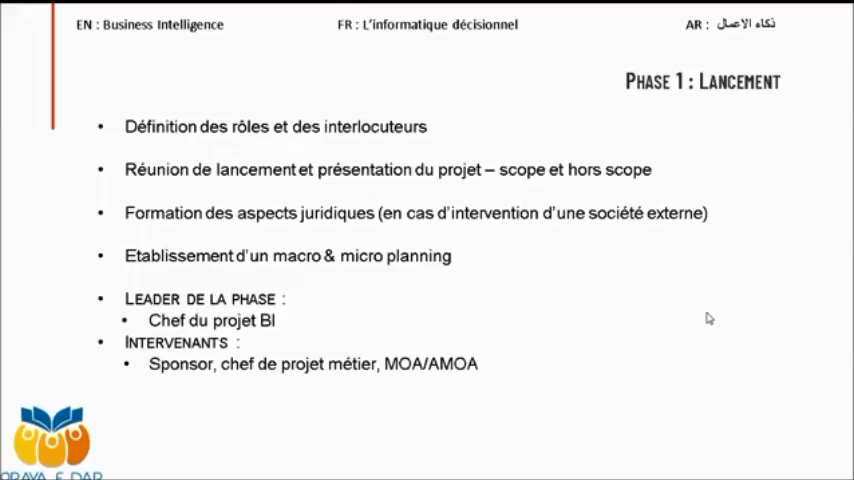 EN : Business Intelligence
FR : L'informatique décisionnel
AR : ذكاء الاعمال
PHASE 1 : LANCEMENT
• Définition des rôles et des interlocuteurs
• Réunion de lancement et présentation du projet – scope et hors scope
• Formation des aspects juridiques (en cas d'intervention d'une société externe)
• Etablissement d'un macro & micro planning
• LEADER DE LA PHASE :
• Chef du projet BI
• INTERVENANTS :
• Sponsor, chef de projet métier, MOA/AMOA